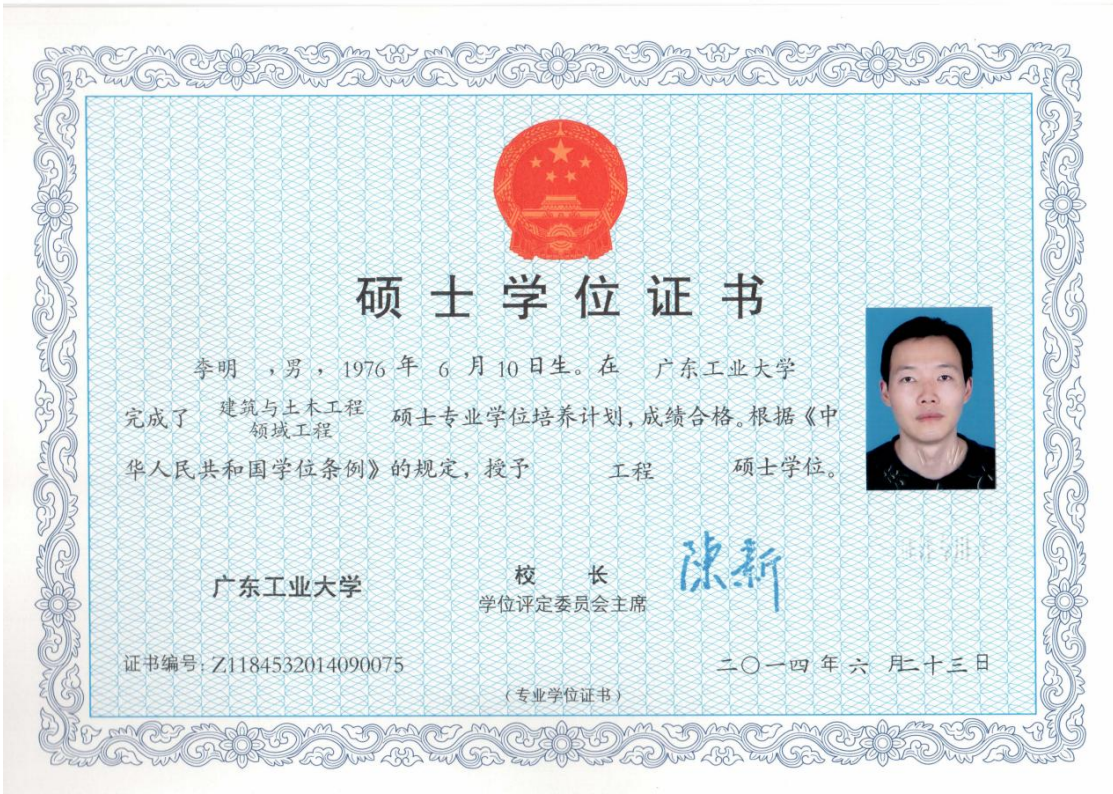 硕士学位证书
李明 ，男，1976 年 6 月 10 日生。在 广东工业大学
完成了 建筑与土木工程领域工程 硕士专业学位培养计划，成绩合格。根据《中
华人民共和国学位条例》的规定，授予 工程 硕士学位。
广东工业大学
校 长
陈新
学位评定委员会主席
证书编号：Z1184532014090075
二〇一四 年 六 月二十三日
（专业学位证书）